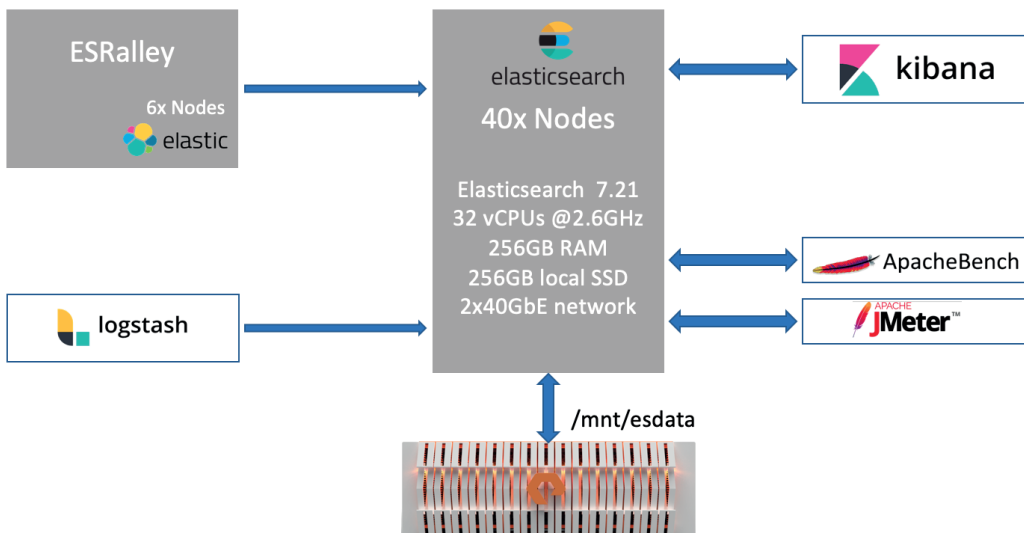 ESRalley
6x Nodes
elastic
elasticsearch
40x Nodes
Elasticsearch 7.21
32 vCPUs @2.6GHz
256GB RAM
256GB local SSD
2x40GbE network
kibana
ApacheBench
APACHE
JMeter™
logstash
/mnt/esdata